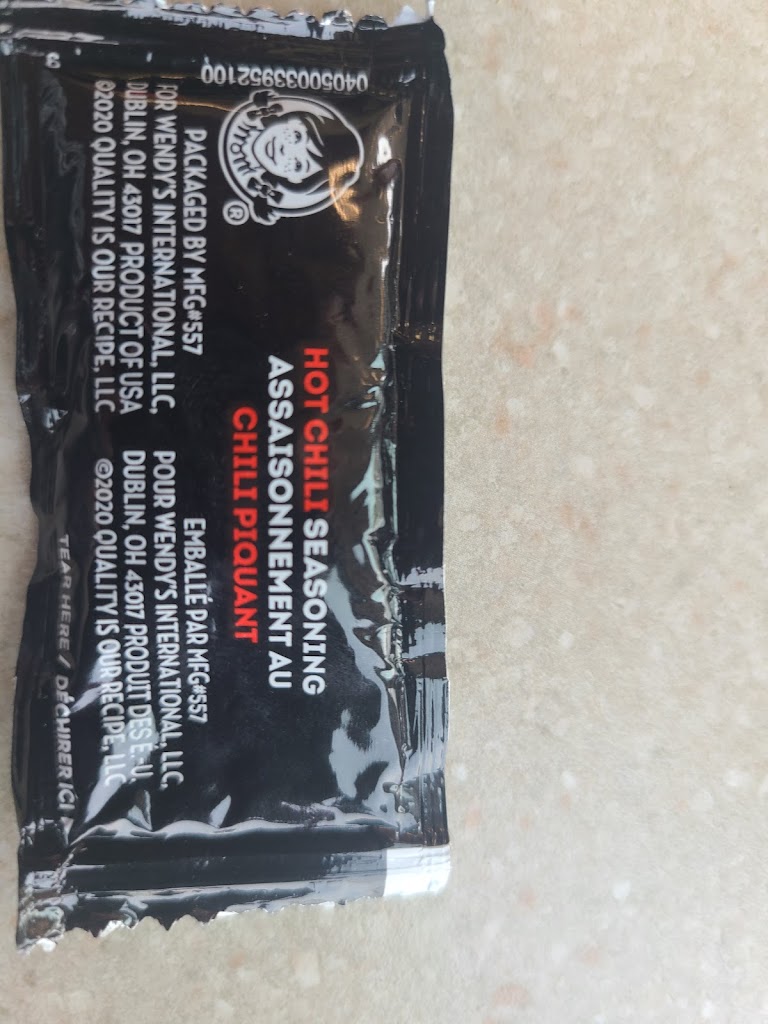 04050033952100
HOT CHILI SEASONING
ASSAISONNEMENT AU
CHILI PIQUANT
®
PACKAGED BY MFG#557
FOR WENDY'S INTERNATIONAL, LLC,
DUBLIN, OH 43017 PRODUCT OF USA
©2020 QUALITY IS OUR RECIPE, LLC
EMBALLÉ PAR MFG#557
POUR WENDY'S INTERNATIONAL, LLC,
DUBLIN, OH 43017 PRODUIT DES É.-U.
©2020 QUALITY IS OUR RECIPE, LLC
TEAR HERE / DÉCHIRER ICI